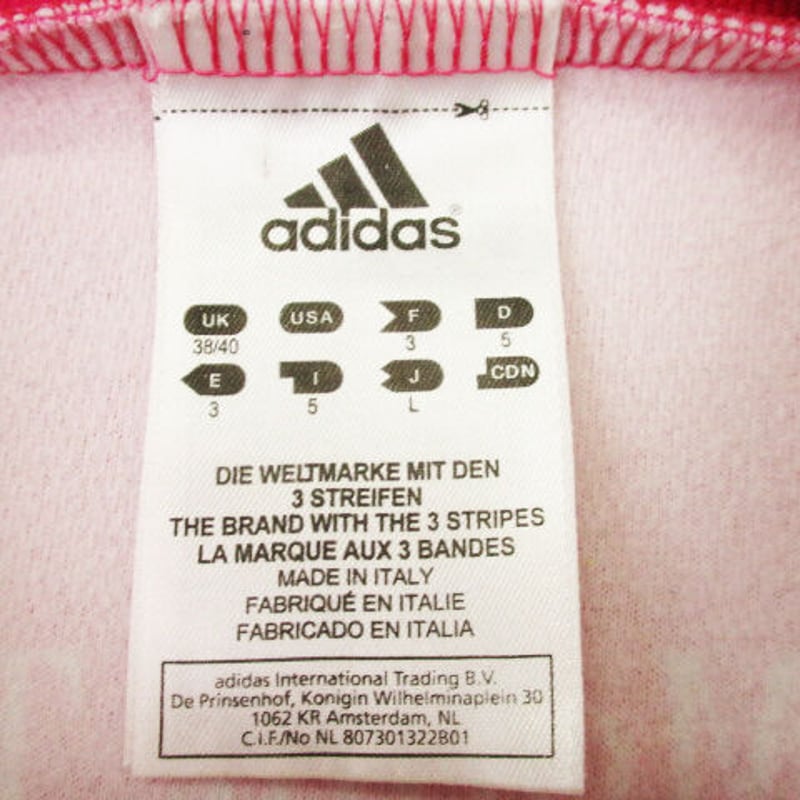 adidas®
UK USA F D
38/40 3 5
E I J CDN
3 5 L
DIE WELTMARKE MIT DEN
3 STREIFEN
THE BRAND WITH THE 3 STRIPES
LA MARQUE AUX 3 BANDES
MADE IN ITALY
FABRIQUÉ EN ITALIE
FABRICADO EN ITALIA
adidas International Trading B.V.
De Prinsenhof, Konigin Wilhelminaplein 30
1062 KR Amsterdam, NL
C.I.F./No NL 807301322B01